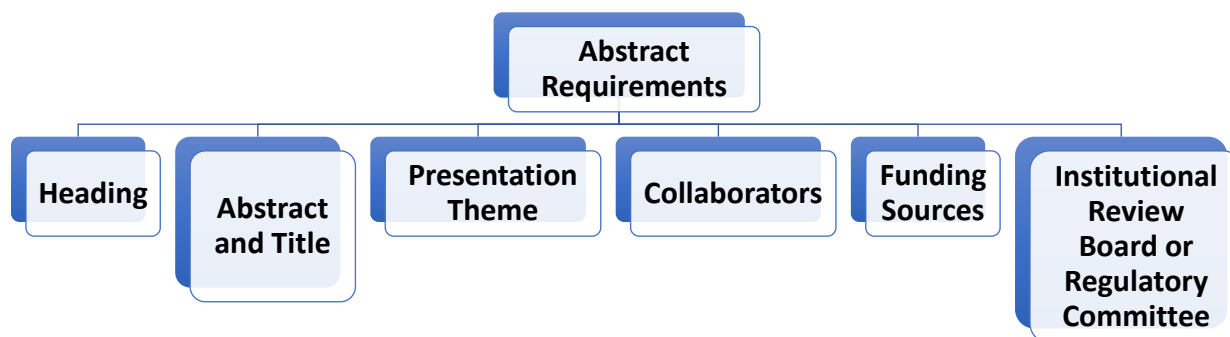 Abstract
Requirements
Heading
Abstract
and Title
Presentation
Theme
Collaborators
Funding
Sources
Institutional
Review
Board or
Regulatory
Committee